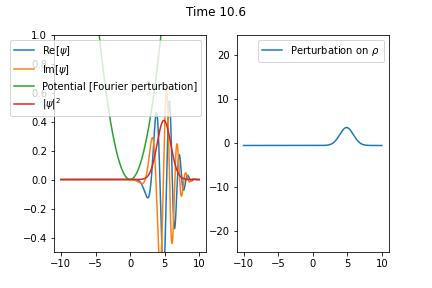 Time 10.6
Re[ψ]
Im[ψ]
Potential [Fourier perturbation]
|ψ|²
1.0
0.8
0.6
0.4
0.2
0.0
−0.2
−0.4
−10 −5 0 5 10
Perturbation on ρ
20
10
0
−10
−20
−10 −5 0 5 10